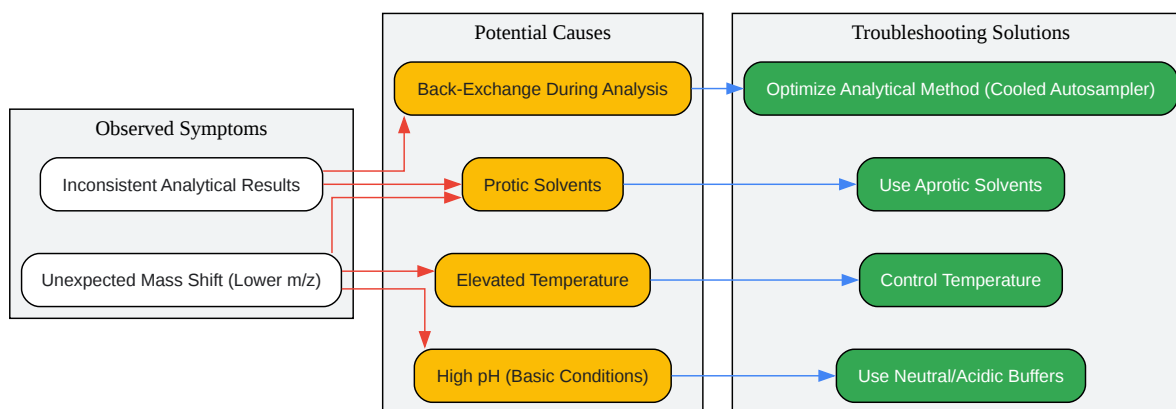 Potential Causes
Troubleshooting Solutions
Back-Exchange During Analysis
Optimize Analytical Method (Cooled Autosampler)
Observed Symptoms
Inconsistent Analytical Results
Protic Solvents
Use Aprotic Solvents
Unexpected Mass Shift (Lower m/z)
Elevated Temperature
Control Temperature
High pH (Basic Conditions)
Use Neutral/Acidic Buffers